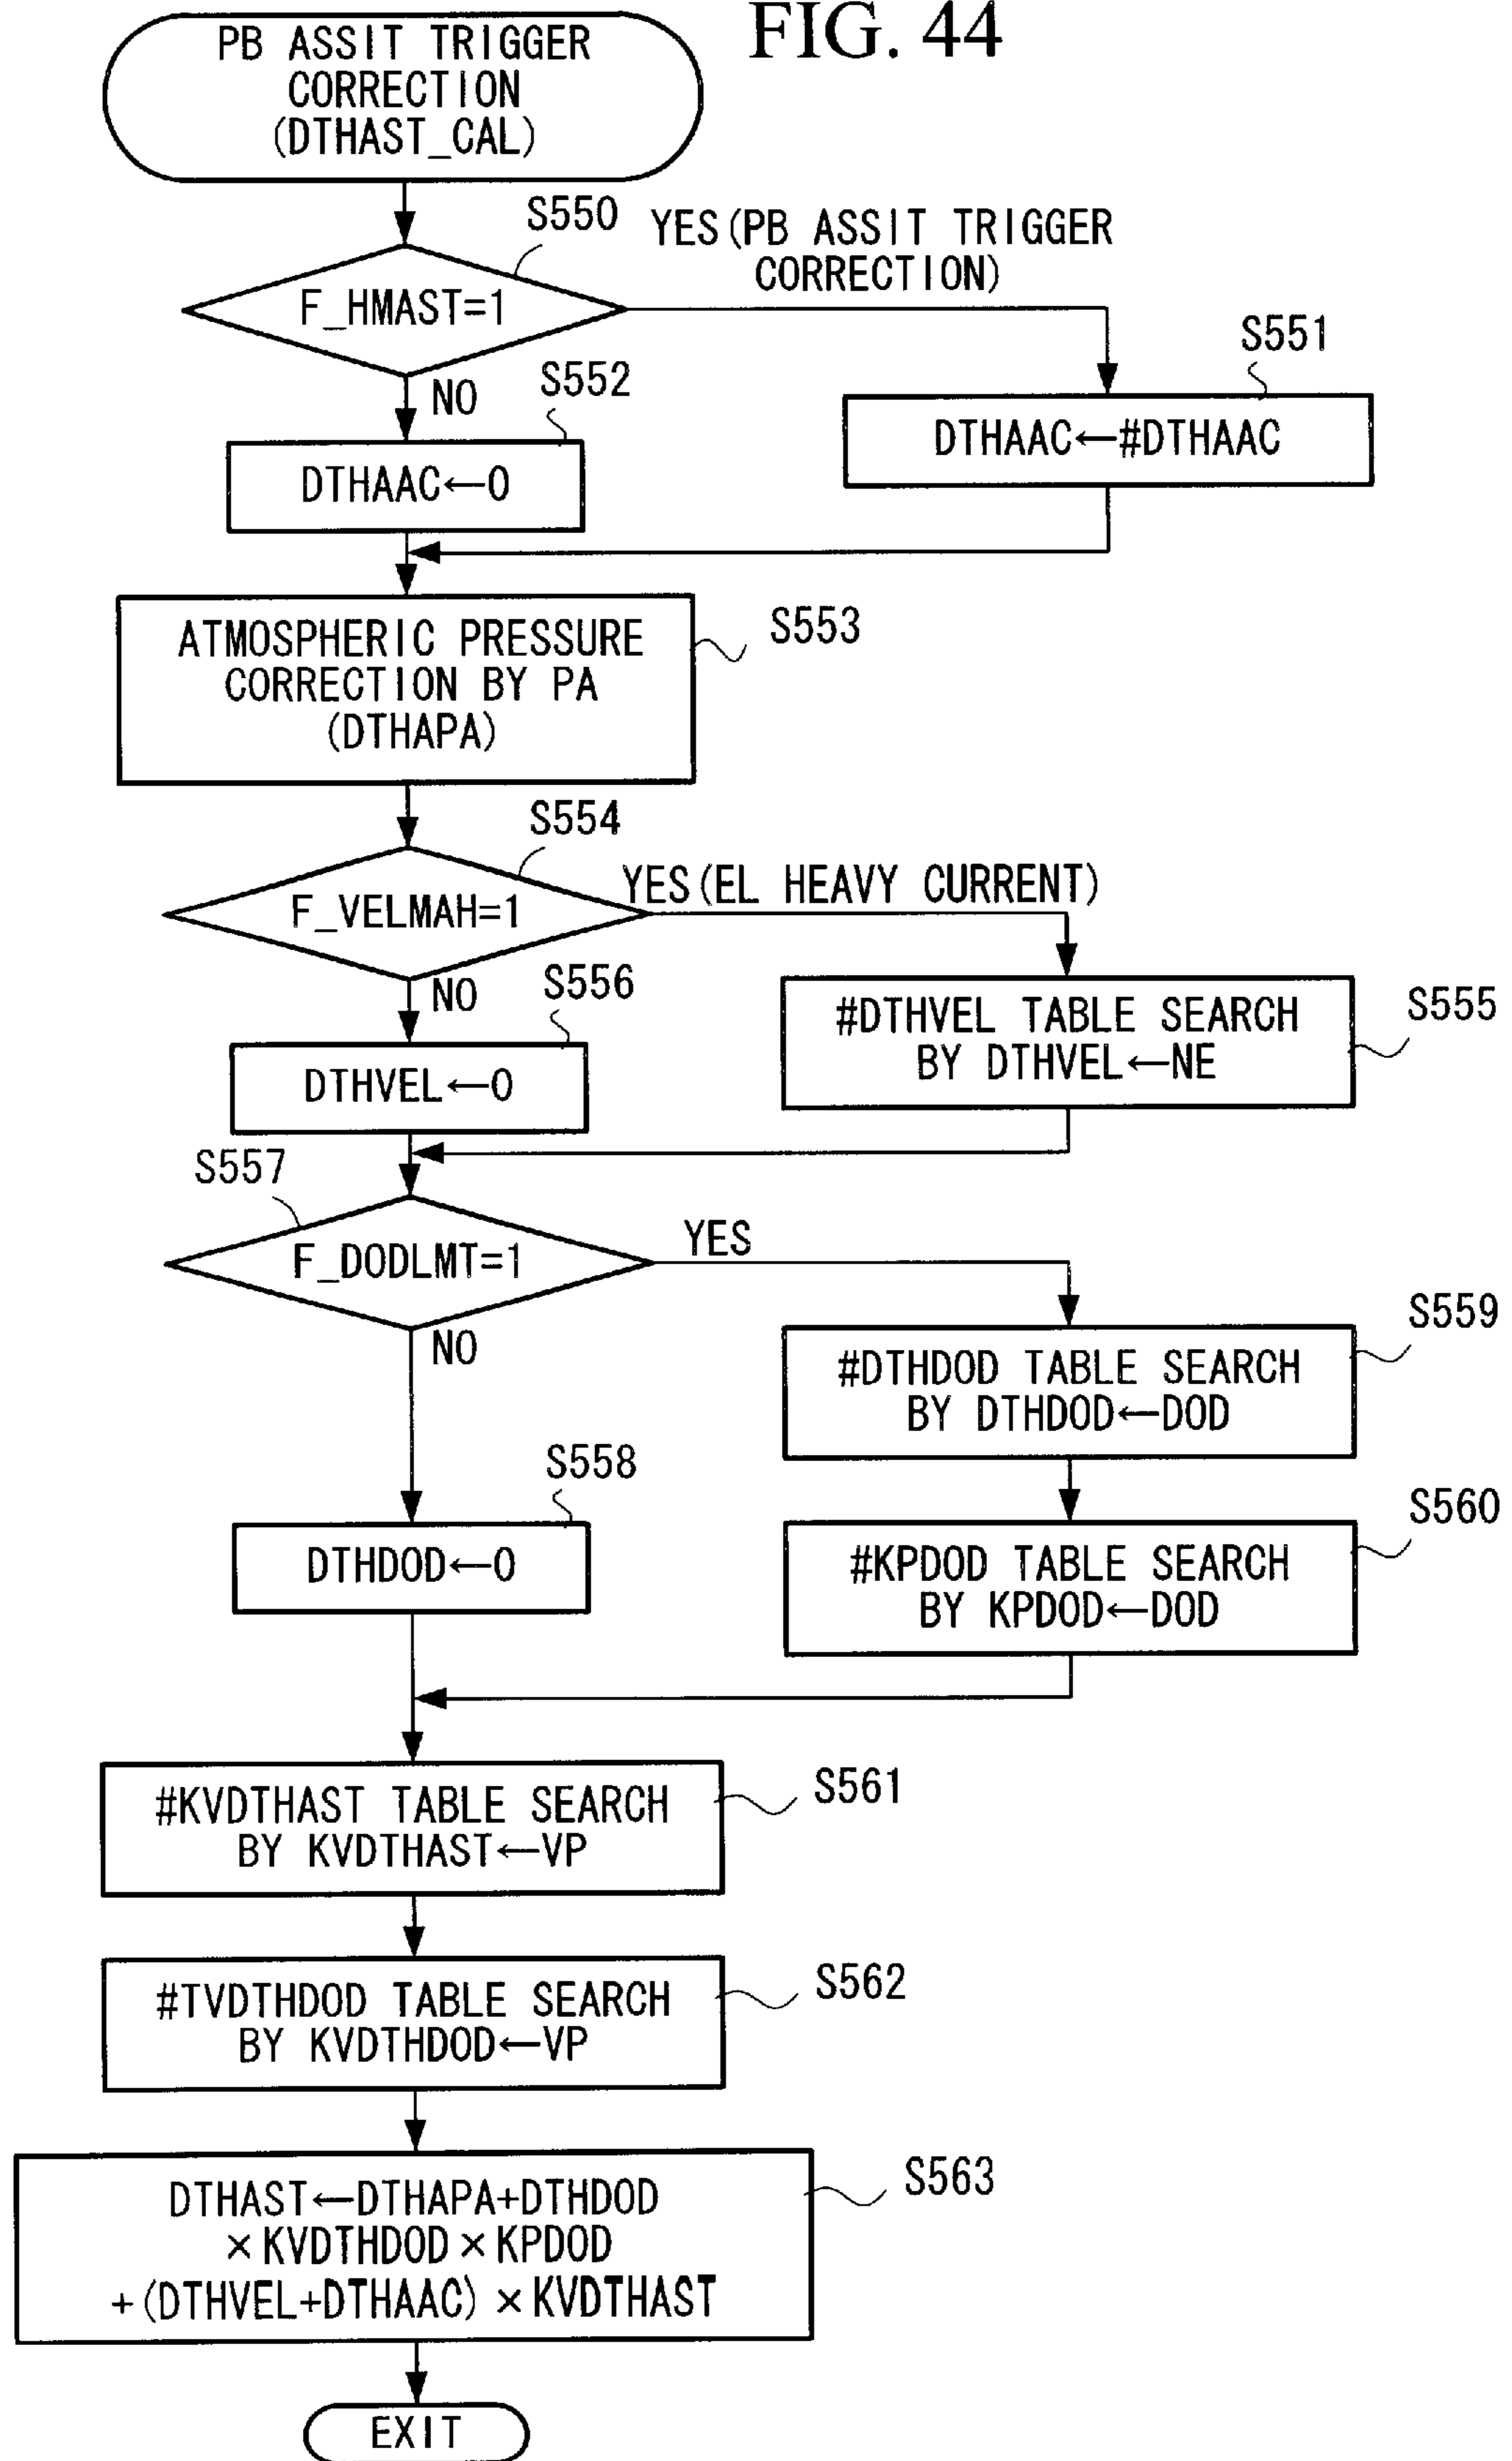 FIG. 44
PB ASSIT TRIGGER
CORRECTION
(DTHAST_CAL)
S550
YES(PB ASSIT TRIGGER
CORRECTION)
F_HMAST=1
S551
NO
S552
DTHAAC←#DTHAAC
DTHAAC←0
ATMOSPHERIC PRESSURE
CORRECTION BY PA
(DTHAPA)
S553
S554
YES(EL HEAVY CURRENT)
F_VELMAH=1
NO
S556
#DTHVEL TABLE SEARCH
BY DTHVEL←NE
S555
DTHVEL←0
S557
YES
F_DODLMT=1
NO
S559
#DTHDOD TABLE SEARCH
BY DTHDOD←DOD
S558
S560
DTHDOD←0
#KPDOD TABLE SEARCH
BY KPDOD←DOD
#KVDTHAST TABLE SEARCH
BY KVDTHAST←VP
S561
#TVDTHDOD TABLE SEARCH
BY KVDTHDOD←VP
S562
S563
DTHAST←DTHAPA+DTHDOD
×KVDTHDOD×KPDOD
+(DTHVEL+DTHAAC)×KVDTHAST
EXIT